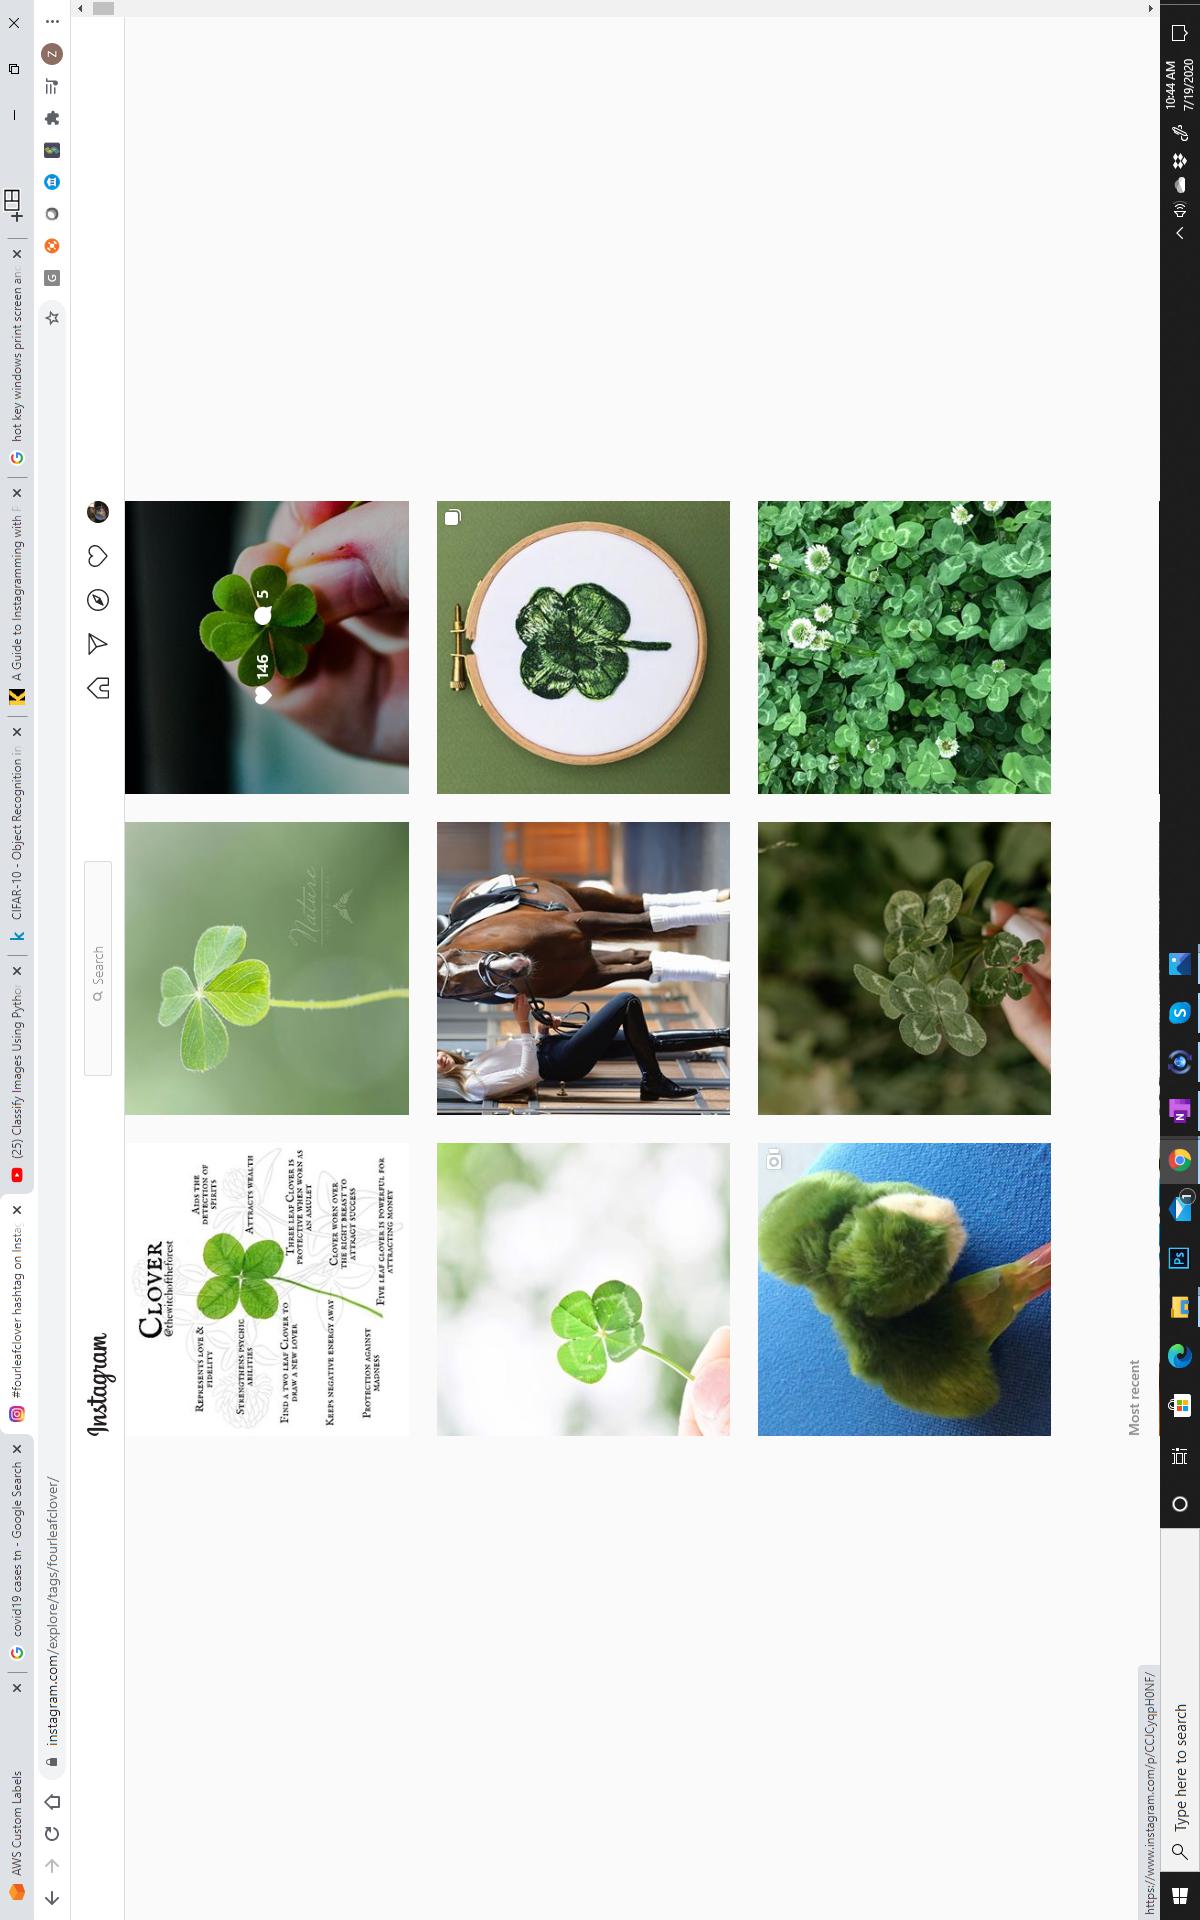 AWS Custom Labels
covid19 cases tn - Google Search
#fourleafclover hashtag on Insta
(25) Classify Images Using Pytho
CIFAR-10 - Object Recognition in
A Guide to Instagramming with P
hot key windows print screen an
instagram.com/explore/tags/fourleafclover/
G
Z
Instagram
Search
CLOVER
@thewitchoftheforest
REPRESENTS LOVE &
FIDELITY
AIDS THE
DETECTION OF
SPIRITS
STRENGTHENS PSYCHIC
ABILITIES
ATTRACTS WEALTH
FIND A TWO LEAF CLOVER TO
DRAW A NEW LOVER
THREE LEAF CLOVER IS
PROTECTIVE WHEN WORN AS
AN AMULET
KEEPS NEGATIVE ENERGY AWAY
CLOVER WORN OVER
THE RIGHT BREAST TO
ATTRACT SUCCESS
PROTECTION AGAINST
MADNESS
FIVE LEAF CLOVER IS POWERFUL FOR
ATTRACTING MONEY
Nature
146 5
Most recent
https://www.instagram.com/p/CCJCyqpH0NF/
Type here to search
Ps
1
N
S
10:44 AM
7/19/2020